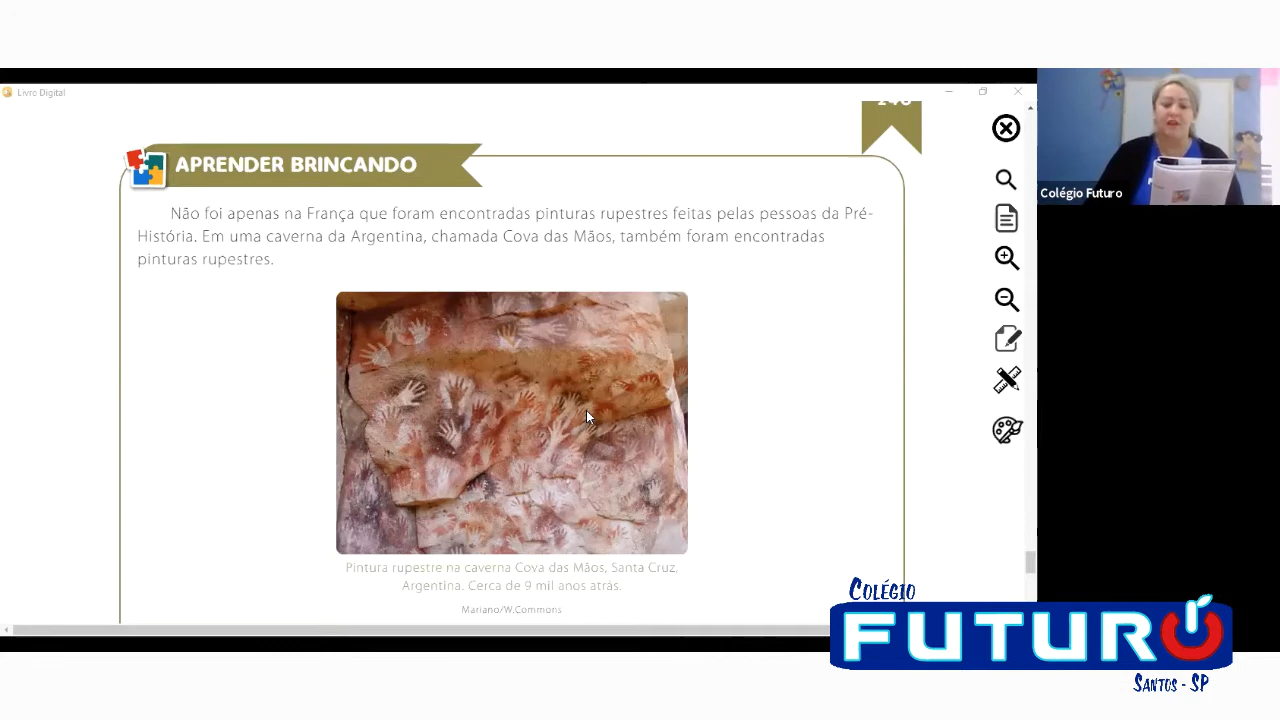 Livro Digital
APRENDER BRINCANDO
Não foi apenas na França que foram encontradas pinturas rupestres feitas pelas pessoas da Pré-
História. Em uma caverna da Argentina, chamada Cova das Mãos, também foram encontradas
pinturas rupestres.
Pintura rupestre na caverna Cova das Mãos, Santa Cruz,
Argentina. Cerca de 9 mil anos atrás.
Mariano/W.Commons
Colégio Futuro
COLÉGIO
FUTURO
SANTOS - SP